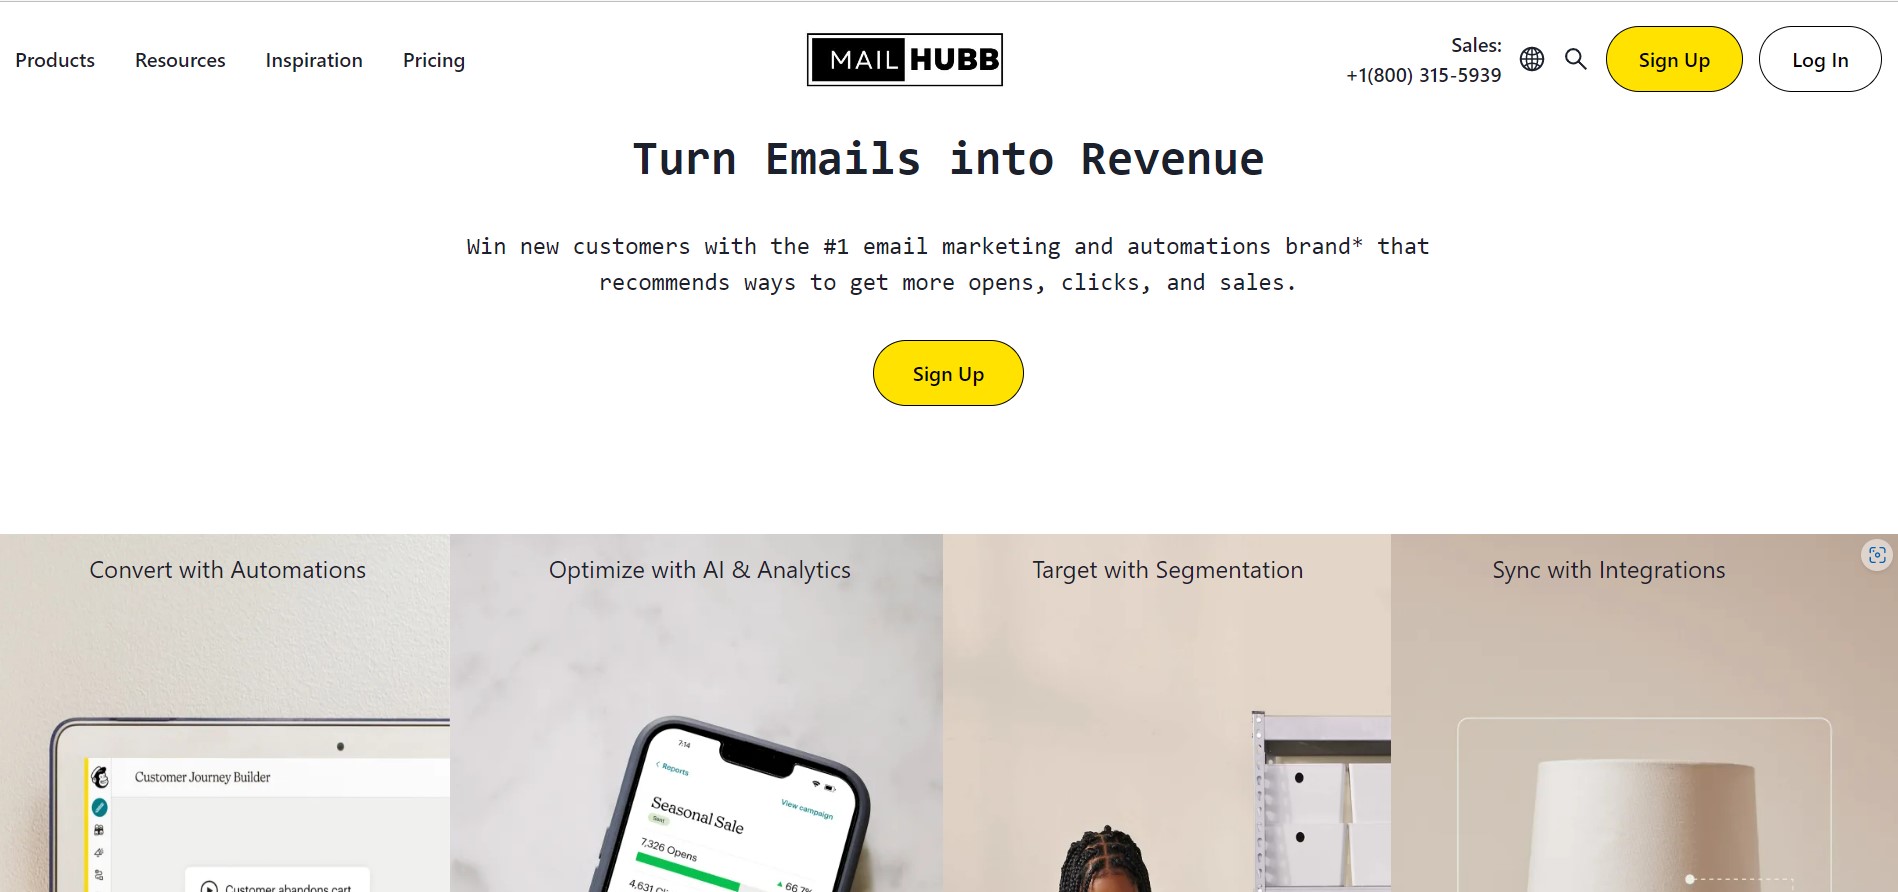 Products
Resources
Inspiration
Pricing
MAIL HUBB
Sales:
+1(800) 315-5939
Sign Up
Log In
Turn Emails into Revenue
Win new customers with the #1 email marketing and automations brand* that
recommends ways to get more opens, clicks, and sales.
Sign Up
Convert with Automations
Optimize with AI & Analytics
Target with Segmentation
Sync with Integrations
Customer Journey Builder
Customer abandons cart
7:14
Reports
View campaign
Seasonal Sale
Sent
7,326 Opens
66.7%
4,631